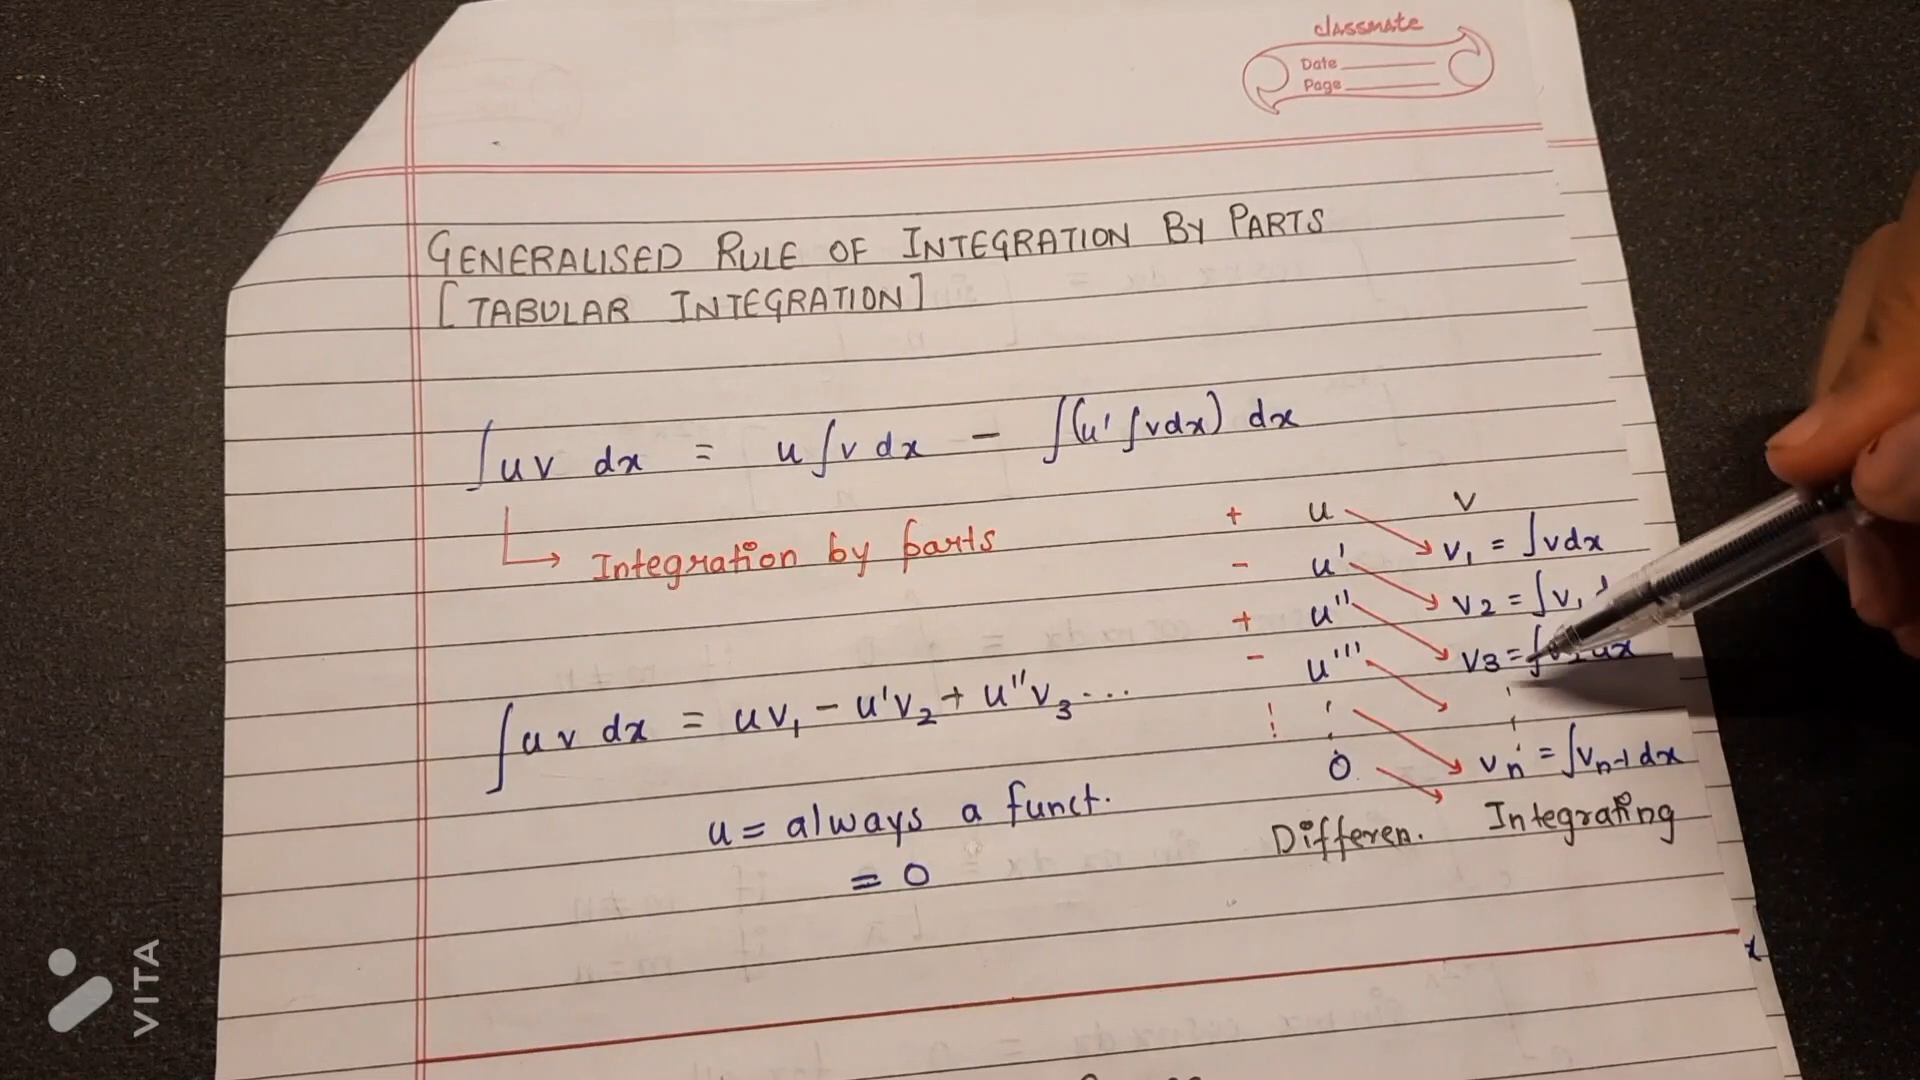 classmate
Date
Page
GENERALISED RULE OF INTEGRATION BY PARTS
[TABULAR INTEGRATION]
∫uv dx = u∫v dx - ∫(u' ∫vdx) dx
Integration by parts
+ u v
- u' v₁ = ∫vdx
+ u'' v₂ = ∫v₁
- u''' v₃ = ∫
∫uv dx = uv₁ - u'v₂ + u''v₃ ...
0 vₙ = ∫vₙ₋₁ dx
u = always a funct.
= 0
Differen. Integrating
VITA